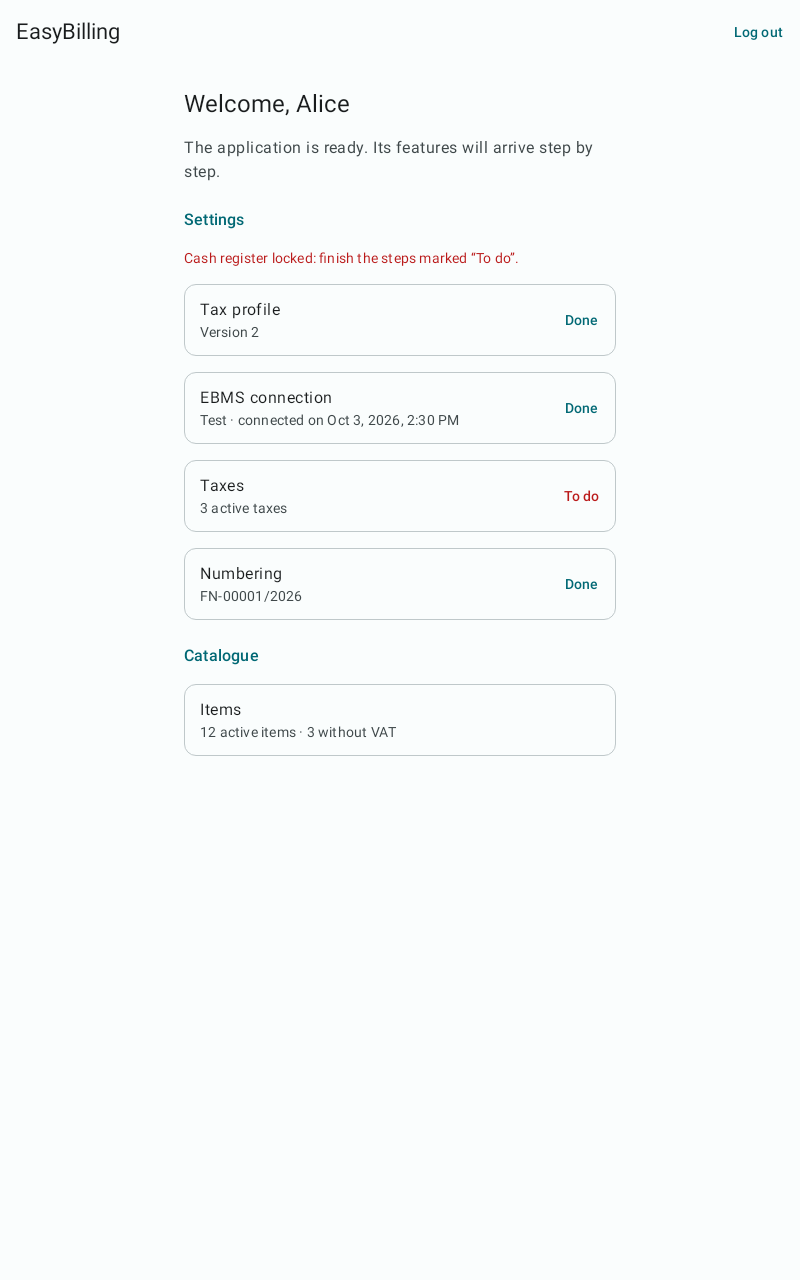 EasyBilling
Log out
Welcome, Alice
The application is ready. Its features will arrive step by
step.
Settings
Cash register locked: finish the steps marked “To do”.
Tax profile
Version 2
Done
EBMS connection
Test · connected on Oct 3, 2026, 2:30 PM
Done
Taxes
3 active taxes
To do
Numbering
FN-00001/2026
Done
Catalogue
Items
12 active items · 3 without VAT